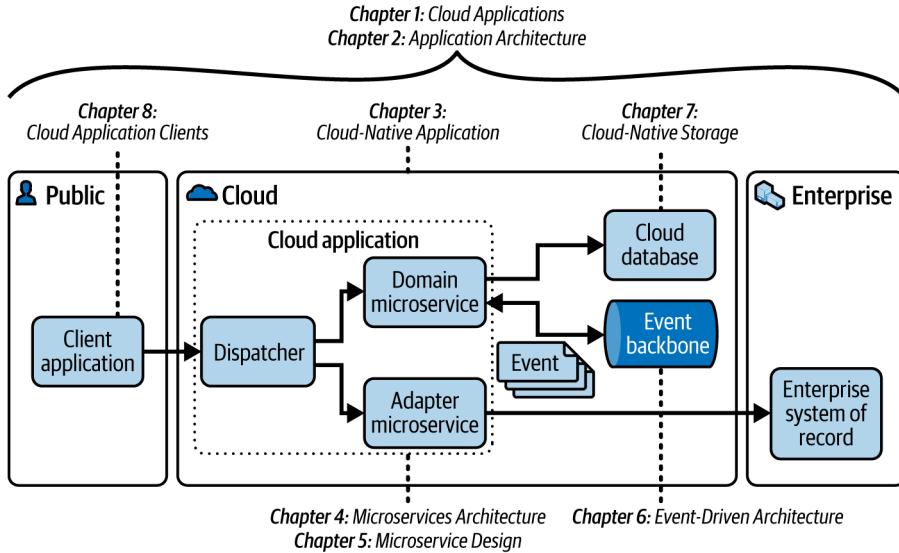 Chapter 1: Cloud Applications
Chapter 2: Application Architecture
Chapter 8:
Cloud Application Clients
Chapter 3:
Cloud-Native Application
Chapter 7:
Cloud-Native Storage
Public
Cloud
Enterprise
Cloud application
Client
application
Dispatcher
Domain
microservice
Adapter
microservice
Cloud
database
Event
backbone
Event
Enterprise
system of
record
Chapter 4: Microservices Architecture
Chapter 5: Microservice Design
Chapter 6: Event-Driven Architecture